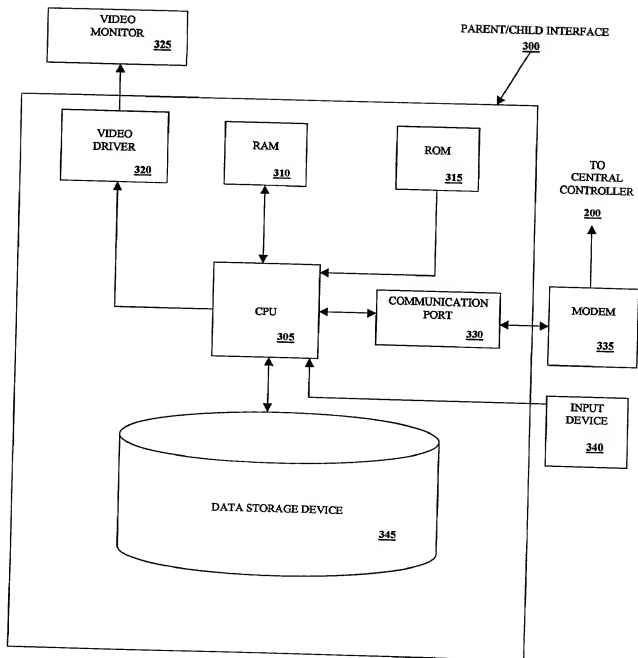 VIDEO
MONITOR
325
PARENT/CHILD INTERFACE
300
VIDEO
DRIVER
320
RAM
310
ROM
315
TO
CENTRAL
CONTROLLER
200
CPU
305
COMMUNICATION
PORT
330
MODEM
335
INPUT
DEVICE
340
DATA STORAGE DEVICE
345